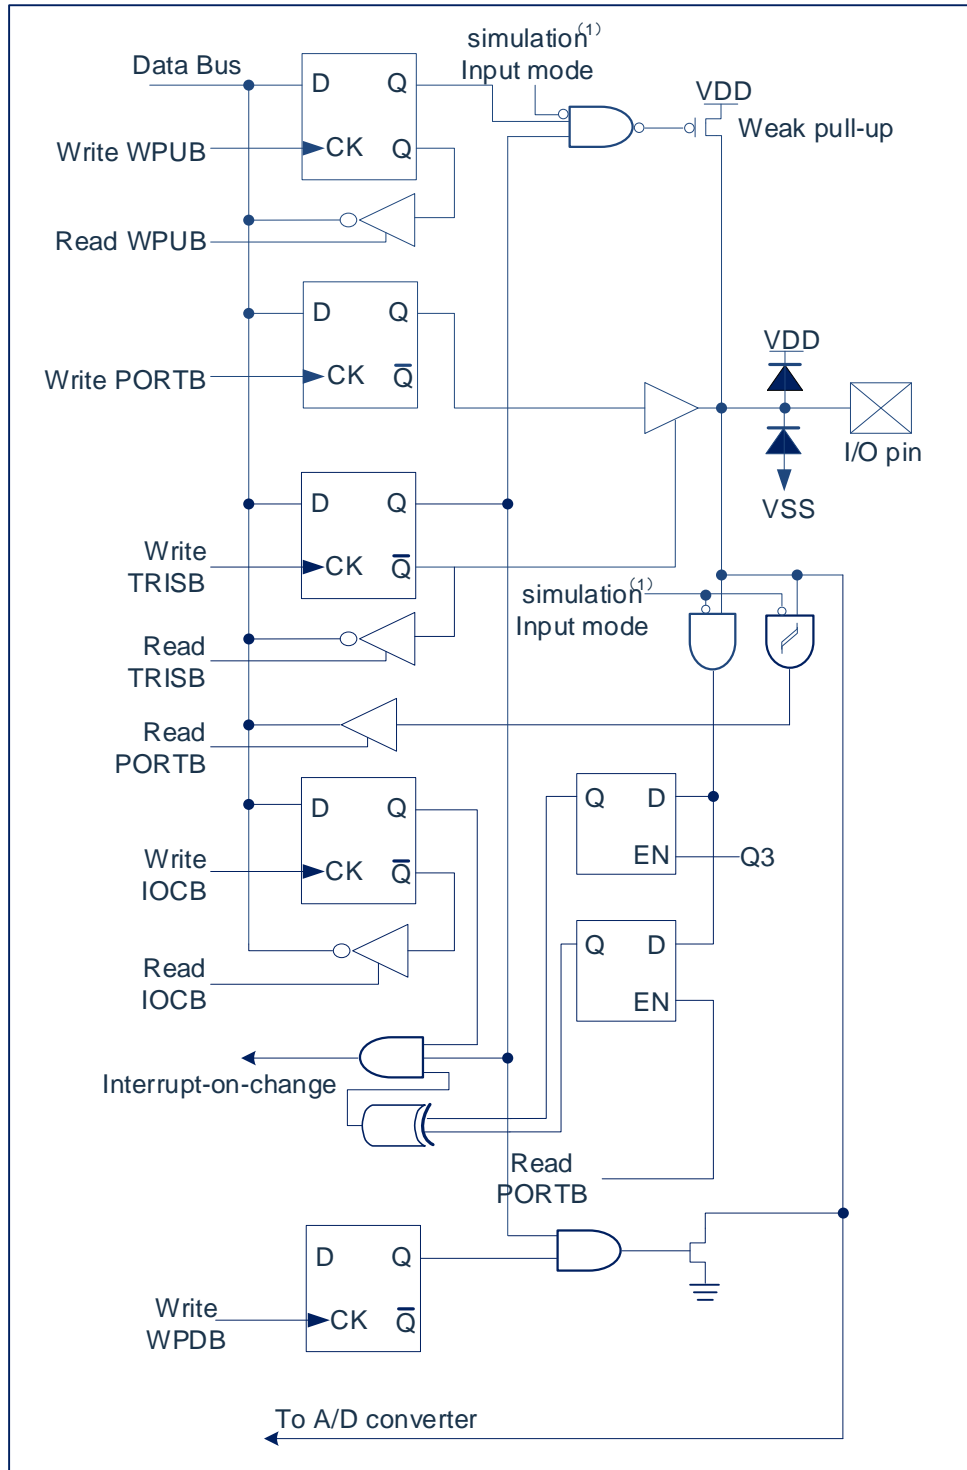 simulation(1)
Input mode
Data Bus
D Q
VDD
Weak pull-up
Write WPUB
CK Q
Read WPUB
D Q
VDD
Write PORTB
CK Q̅
I/O pin
D Q
VSS
Write
TRISB
CK Q̅
simulation(1)
Input mode
Read
TRISB
Read
PORTB
D Q
Q D
Write
IOCB
CK Q̅
EN
Q3
Q D
Read
IOCB
EN
Interrupt-on-change
Read
PORTB
D Q
Write
WPDB
CK Q̅
To A/D converter